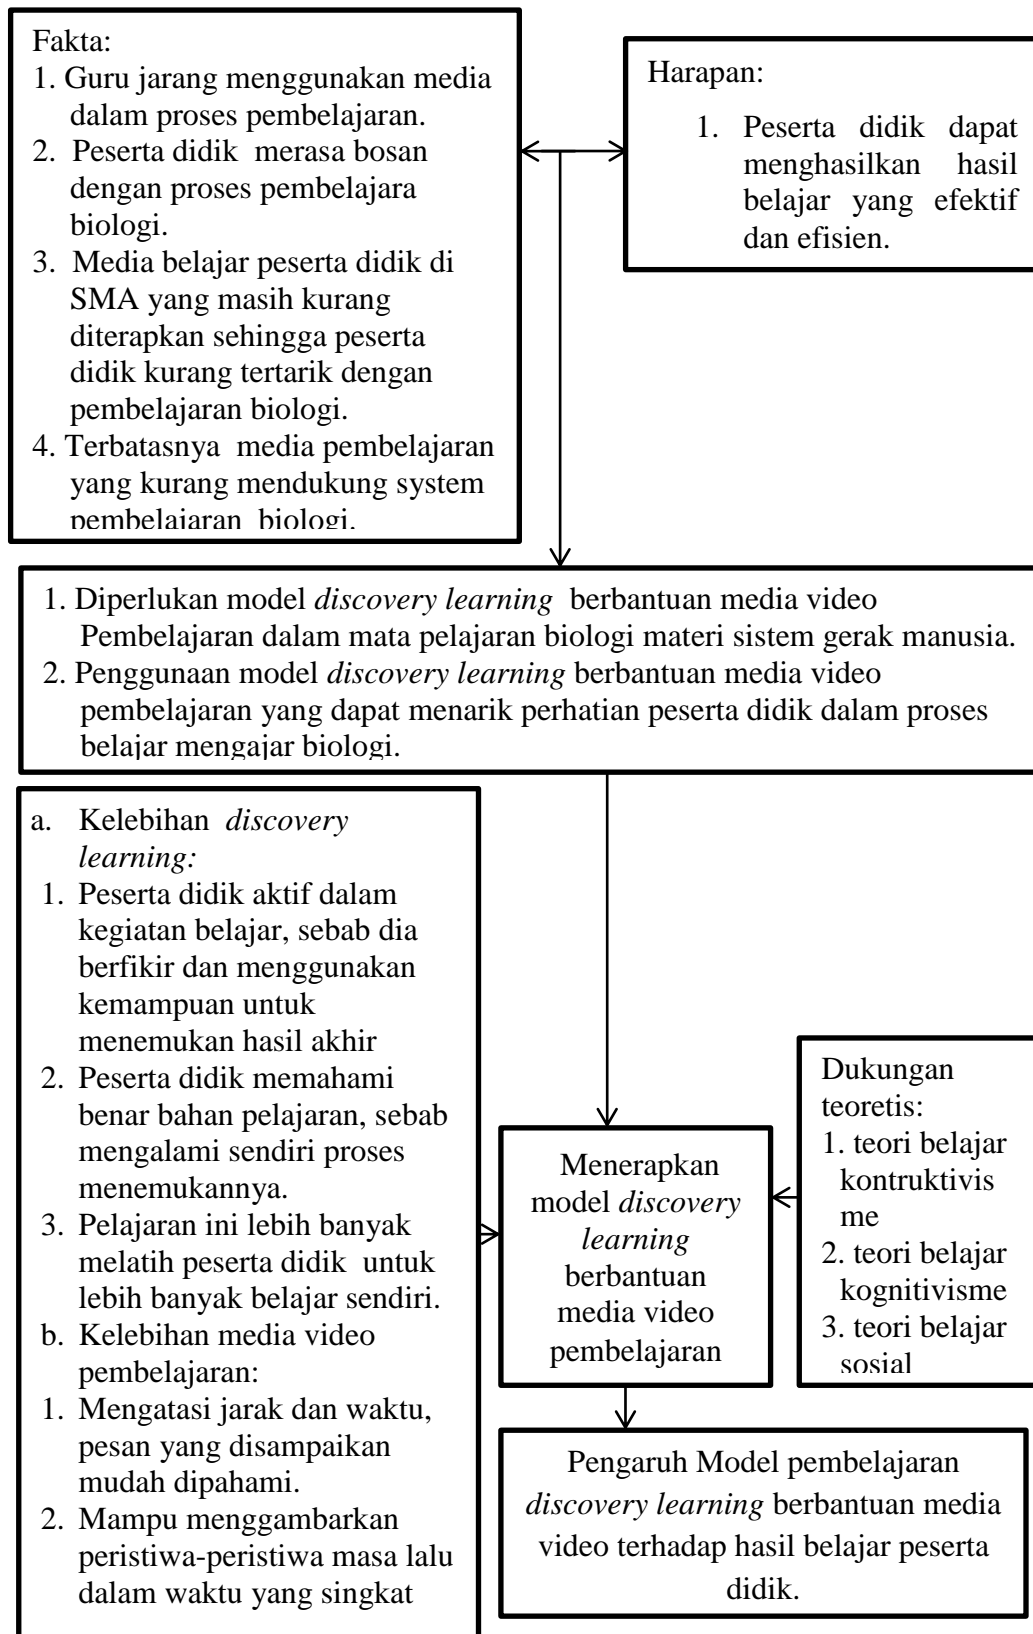 Fakta:
1. Guru jarang menggunakan media
dalam proses pembelajaran.
2. Peserta didik merasa bosan
dengan proses pembelajara
biologi.
3. Media belajar peserta didik di
SMA yang masih kurang
diterapkan sehingga peserta
didik kurang tertarik dengan
pembelajaran biologi.
4. Terbatasnya media pembelajaran
yang kurang mendukung system
pembelajaran biologi.
Harapan:
1. Peserta didik dapat
menghasilkan hasil
belajar yang efektif
dan efisien.
1. Diperlukan model discovery learning berbantuan media video
Pembelajaran dalam mata pelajaran biologi materi sistem gerak manusia.
2. Penggunaan model discovery learning berbantuan media video
pembelajaran yang dapat menarik perhatian peserta didik dalam proses
belajar mengajar biologi.
a. Kelebihan discovery
learning:
1. Peserta didik aktif dalam
kegiatan belajar, sebab dia
berfikir dan menggunakan
kemampuan untuk
menemukan hasil akhir
2. Peserta didik memahami
benar bahan pelajaran, sebab
mengalami sendiri proses
menemukannya.
3. Pelajaran ini lebih banyak
melatih peserta didik untuk
lebih banyak belajar sendiri.
b. Kelebihan media video
pembelajaran:
1. Mengatasi jarak dan waktu,
pesan yang disampaikan
mudah dipahami.
2. Mampu menggambarkan
peristiwa-peristiwa masa lalu
dalam waktu yang singkat
Menerapkan
model discovery
learning
berbantuan
media video
pembelajaran
Dukungan
teoretis:
1. teori belajar
kontruktivis
me
2. teori belajar
kognitivisme
3. teori belajar
sosial
Pengaruh Model pembelajaran
discovery learning berbantuan media
video terhadap hasil belajar peserta
didik.